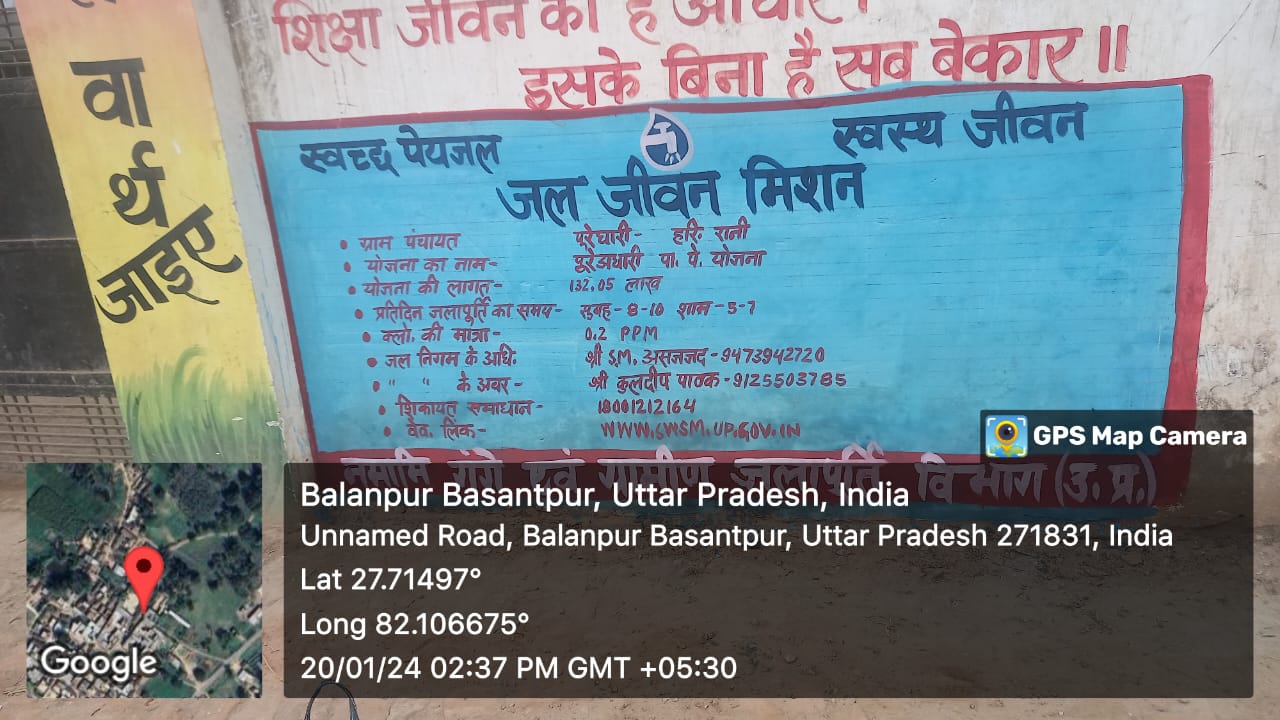 वार्थ जाइए
शिक्षा जीवन का है आधार।
इसके बिना है सब बेकार॥
स्वच्छ पेयजल
स्वस्थ जीवन
जल जीवन मिशन
• ग्राम पंचायत पूरेधारी- हरि रानी
• योजना का नाम- पा. पे. योजना
• योजना की लागत- 132.05 लाख
• प्रतिदिन जलापूर्ति का समय- सुबह-8-10 शाम-5-7
• क्लो. की मात्रा- 0.2 PPM
• जल निगम के अधि: श्री S.M. असजजद-9473942720
• " " के अवर- श्री कुलदीप पाठक-9125503785
• शिकायत समाधान- 18001212164
• वेव. लिंक- WWW.SWSM.UP.GOV.IN
नमामि गंगे एवं ग्रामीण जलापूर्ति विभाग (उ. प्र.)
GPS Map Camera
Balanpur Basantpur, Uttar Pradesh, India
Unnamed Road, Balanpur Basantpur, Uttar Pradesh 271831, India
Lat 27.71497°
Long 82.106675°
20/01/24 02:37 PM GMT +05:30
Google